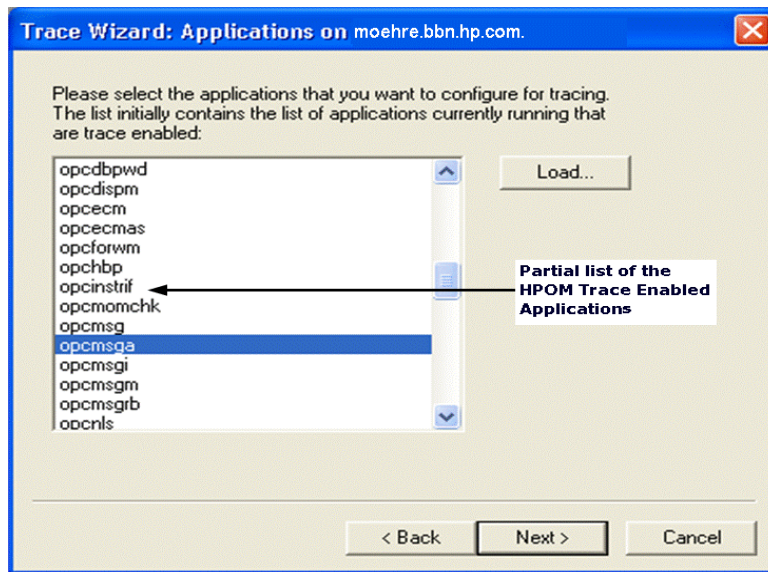 Trace Wizard: Applications on moehre.bbn.hp.com.
Please select the applications that you want to configure for tracing.
The list initially contains the list of applications currently running that
are trace enabled:
opcdbpwd
opcdispm
opcecm
opcecmas
opcforwm
opchbp
opcinstrif
opcmomchk
opcmsg
opcmsga
opcmsgi
opcmsgm
opcmsgrb
opcnls
Load...
Partial list of the
HPOM Trace Enabled
Applications
< Back
Next >
Cancel